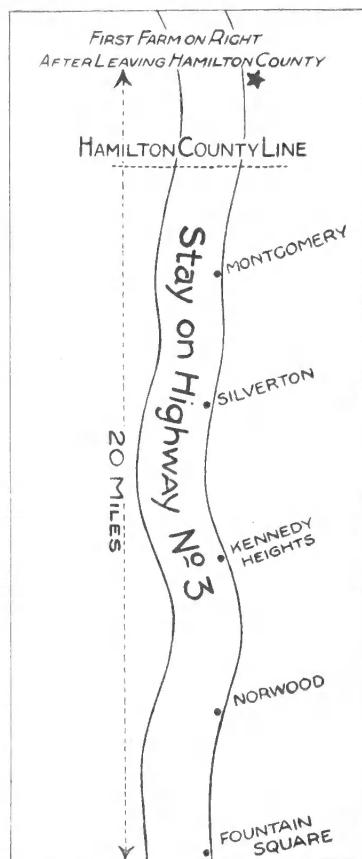 FIRST FARM ON RIGHT
AFTER LEAVING HAMILTON COUNTY
HAMILTON COUNTY LINE
MONTGOMERY
Stay on Highway No 3
SILVERTON
20 MILES
KENNEDY
HEIGHTS
NORWOOD
FOUNTAIN
SQUARE